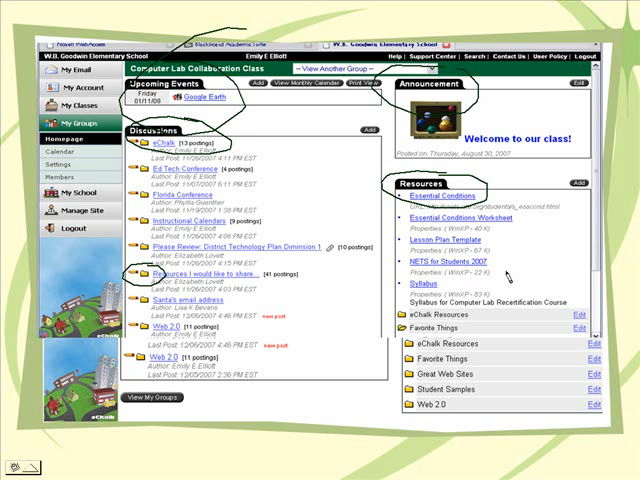 Novell WebAccess
Blackboard Academic Suite
W.B. Goodwin Elementary School
W.B. Goodwin Elementary School
Emily E Elliott
Help | Support Center | Search | Contact Us | User Policy | Logout
My Email
My Account
My Classes
My Groups
Homepage
Calendar
Settings
Members
My School
Manage Site
Logout
eChalk
eChalk
Computer Lab Collaboration Class
-- View Another Group --
Upcoming Events
Add
View Monthly Calendar
Print View
Friday
01/11/08
Google Earth
Discussions
Add
eChalk [13 postings]
Author: Emily E Elliott
Last Post: 11/26/2007 4:11 PM EST
Ed Tech Conference [4 postings]
Author: Emily E Elliott
Last Post: 11/07/2007 6:11 PM EST
Florida Conference
Author: Phyllis Guenther
Last Post: 11/19/2007 1:38 PM EST
Instructional Calendars [9 postings]
Author: Emily E Elliott
Last Post: 11/26/2007 4:16 PM EST
Please Review: District Technology Plan Diminsion 1 [10 postings]
Author: Elizabeth Lovett
Last Post: 11/26/2007 4:15 PM EST
Resources I would like to share... [41 postings]
Author: Elizabeth Lovett
Last Post: 11/26/2007 4:03 PM EST
Santa's email address
Author: Lisa K Bevans
Last Post: 12/06/2007 4:46 PM EST new post
Web 2.0 [11 postings]
Author: Emily E Elliott
Last Post: 12/06/2007 4:46 PM EST new post
Web 2.0 [11 postings]
Author: Emily E Elliott
Last Post: 12/05/2007 2:36 PM EST
View My Groups
Announcement
Edit
Welcome to our class!
Posted on: Thursday, August 30, 2007
Resources
Add
Essential Conditions
Essential Conditions Worksheet
Properties: ( WinXP - 40 K)
Lesson Plan Template
Properties: ( WinXP - 67 K)
NETS for Students 2007
Properties: ( WinXP - 22 K)
Syllabus
Properties: ( WinXP - 83 K)
Syllabus for Computer Lab Recertification Course
eChalk Resources Edit
Favorite Things Edit
eChalk Resources Edit
Favorite Things Edit
Great Web Sites Edit
Student Samples Edit
Web 2.0 Edit